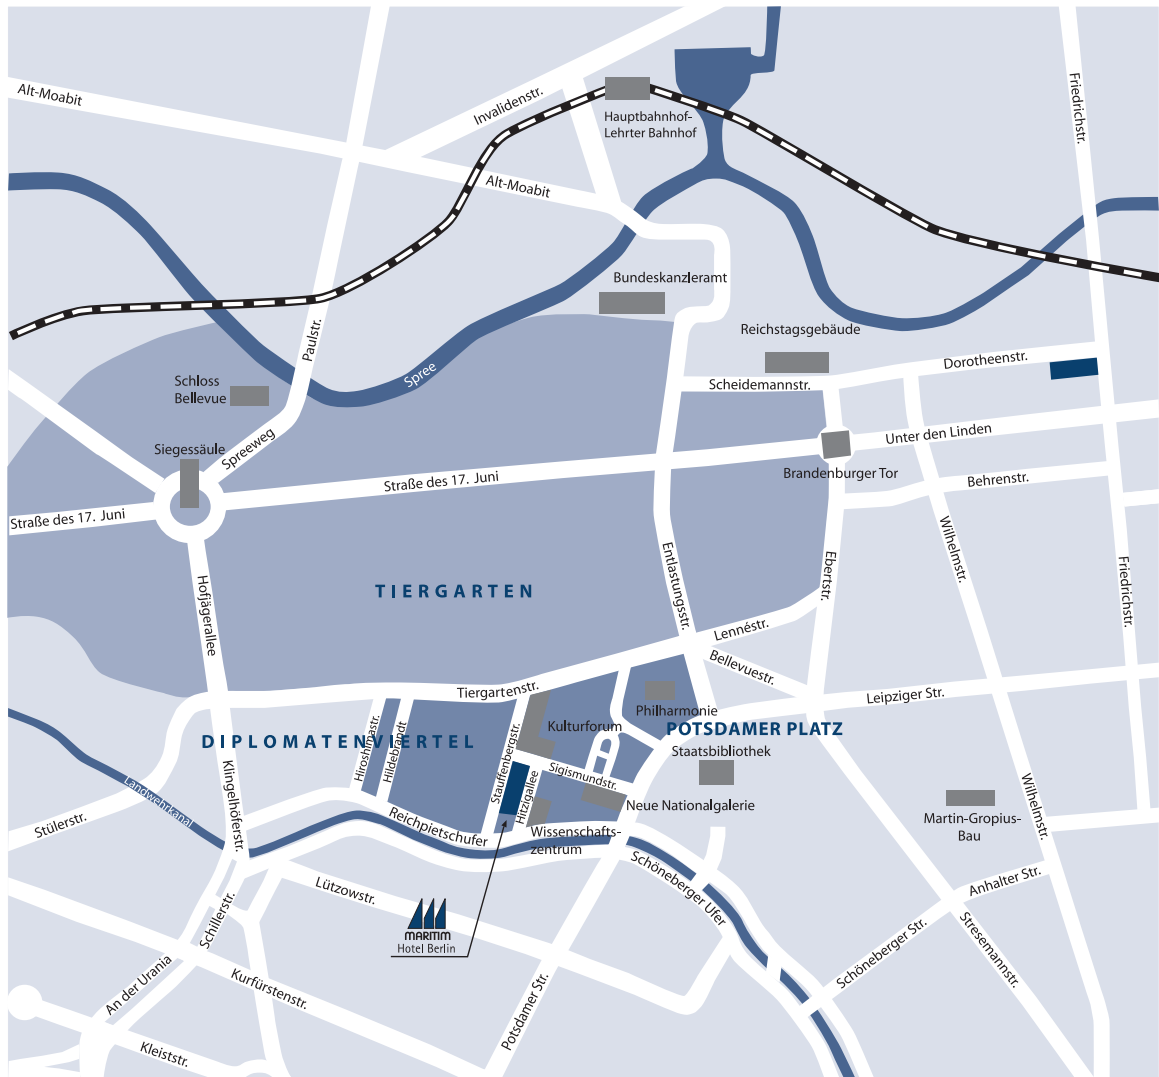 Alt-Moabit
Invalidenstr.
Friedrichstr.
Hauptbahnhof-
Lehrter Bahnhof
Alt-Moabit
Bundeskanzleramt
Reichstagsgebäude
Paulstr.
Spree
Dorotheenstr.
Schloss
Bellevue
Scheidemannstr.
Siegessäule
Spreeweg
Unter den Linden
Brandenburger Tor
Straße des 17. Juni
Behrenstr.
Straße des 17. Juni
Wilhelmstr.
Entlastungsstr.
Ebertstr.
Hofjägerallee
TIERGARTEN
Friedrichstr.
Lennéstr.
Bellevuestr.
Tiergartenstr.
Leipziger Str.
Philharmonie
Kulturforum
POTSDAMER PLATZ
DIPLOMATENVIERTEL
Hiroshimastr.
Hildebrandt
Stauffenbergstr.
Staatsbibliothek
Sigismundstr.
Hitzigallee
Klingelhöferstr.
Landwehrkanal
Neue Nationalgalerie
Wilhelmstr.
Stülerstr.
Reichpietschufer
Wissenschafts-
zentrum
Martin-Gropius-
Bau
Schöneberger Ufer
Lützowstr.
Anhalter Str.
Schillerstr.
MARITIM
Hotel Berlin
Stresemannstr.
Schöneberger Str.
An der Urania
Kurfürstenstr.
Potsdamer Str.
Kleiststr.